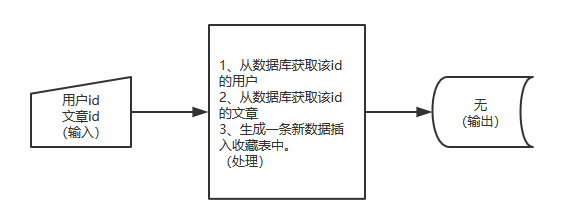 用户id
文章id
（输入）
1、从数据库获取该id
的用户
2、从数据库获取该id
的文章
3、生成一条新数据插
入收藏表中。
（处理）
无
（输出）